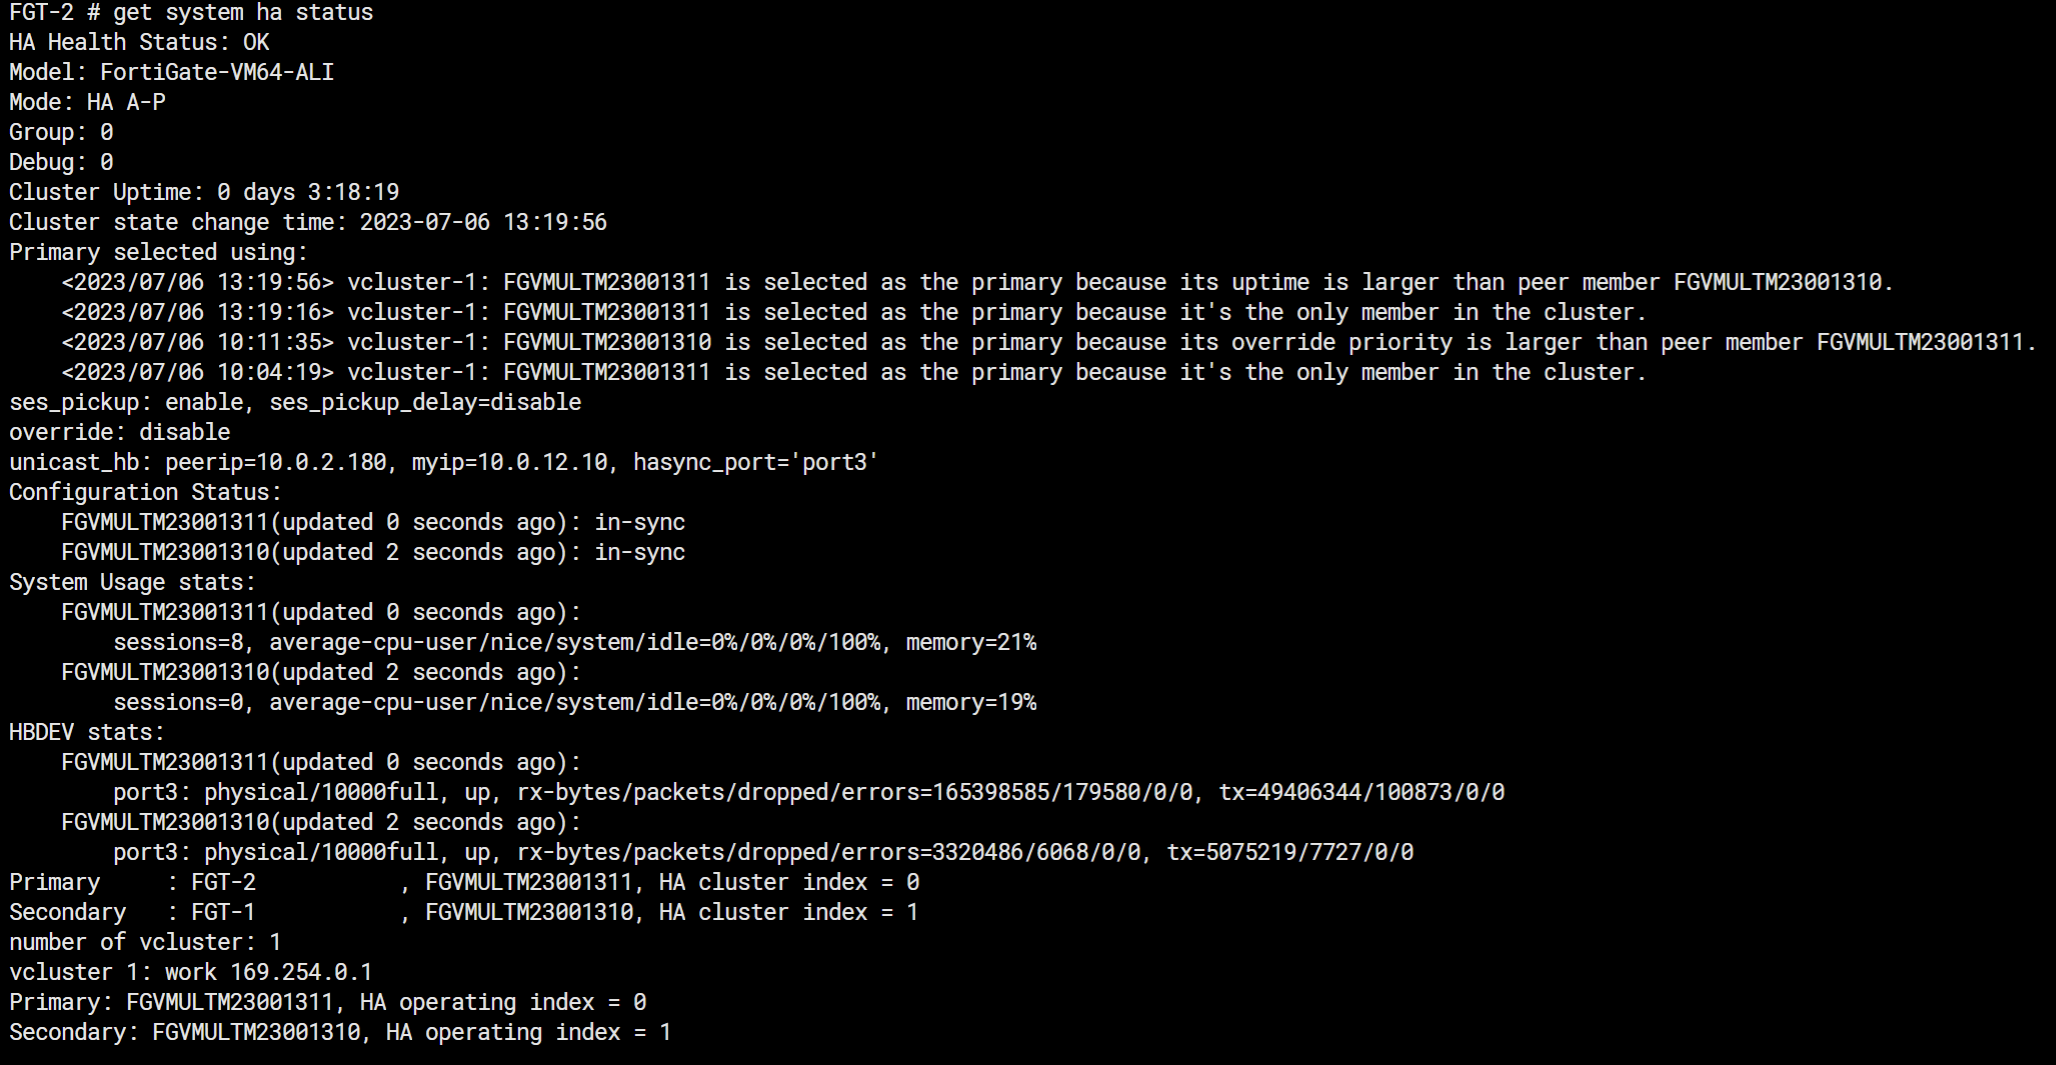 FGT-2 # get system ha status
HA Health Status: OK
Model: FortiGate-VM64-ALI
Mode: HA A-P
Group: 0
Debug: 0
Cluster Uptime: 0 days 3:18:19
Cluster state change time: 2023-07-06 13:19:56
Primary selected using:
    <2023/07/06 13:19:56> vcluster-1: FGVMULTM23001311 is selected as the primary because its uptime is larger than peer member FGVMULTM23001310.
    <2023/07/06 13:19:16> vcluster-1: FGVMULTM23001311 is selected as the primary because it's the only member in the cluster.
    <2023/07/06 10:11:35> vcluster-1: FGVMULTM23001310 is selected as the primary because its override priority is larger than peer member FGVMULTM23001311.
    <2023/07/06 10:04:19> vcluster-1: FGVMULTM23001311 is selected as the primary because it's the only member in the cluster.
ses_pickup: enable, ses_pickup_delay=disable
override: disable
unicast_hb: peerip=10.0.2.180, myip=10.0.12.10, hasync_port='port3'
Configuration Status:
    FGVMULTM23001311(updated 0 seconds ago): in-sync
    FGVMULTM23001310(updated 2 seconds ago): in-sync
System Usage stats:
    FGVMULTM23001311(updated 0 seconds ago):
        sessions=8, average-cpu-user/nice/system/idle=0%/0%/0%/100%, memory=21%
    FGVMULTM23001310(updated 2 seconds ago):
        sessions=0, average-cpu-user/nice/system/idle=0%/0%/0%/100%, memory=19%
HBDEV stats:
    FGVMULTM23001311(updated 0 seconds ago):
        port3: physical/10000full, up, rx-bytes/packets/dropped/errors=165398585/179580/0/0, tx=49406344/100873/0/0
    FGVMULTM23001310(updated 2 seconds ago):
        port3: physical/10000full, up, rx-bytes/packets/dropped/errors=3320486/6068/0/0, tx=5075219/7727/0/0
Primary     : FGT-2           , FGVMULTM23001311, HA cluster index = 0
Secondary   : FGT-1           , FGVMULTM23001310, HA cluster index = 1
number of vcluster: 1
vcluster 1: work 169.254.0.1
Primary: FGVMULTM23001311, HA operating index = 0
Secondary: FGVMULTM23001310, HA operating index = 1